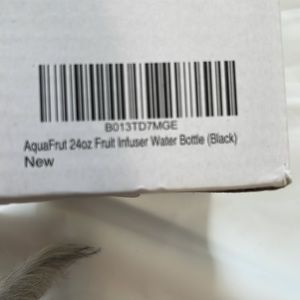 B013TD7MGE
AquaFrut 24oz Fruit Infuser Water Bottle (Black)
New